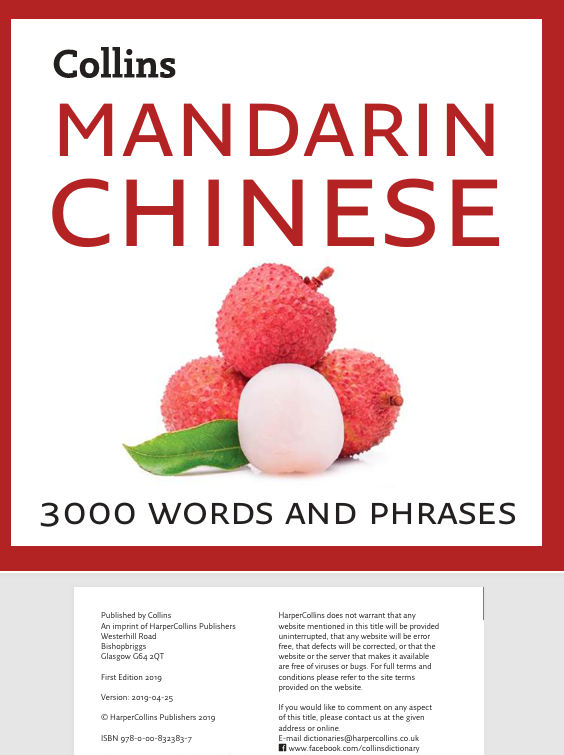 Collins
MANDARIN
CHINESE
3000 WORDS AND PHRASES
Published by Collins
An imprint of HarperCollins Publishers
Westerhill Road
Bishopbriggs
Glasgow G64 2QT
First Edition 2019
Version: 2019-04-25
© HarperCollins Publishers 2019
ISBN 978-0-00-832383-7
HarperCollins does not warrant that any
website mentioned in this title will be provided
uninterrupted, that any website will be error
free, that defects will be corrected, or that the
website or the server that makes it available
are free of viruses or bugs. For full terms and
conditions please refer to the site terms
provided on the website.
If you would like to comment on any aspect
of this title, please contact us at the given
address or online.
E-mail dictionaries@harpercollins.co.uk
www.facebook.com/collinsdictionary